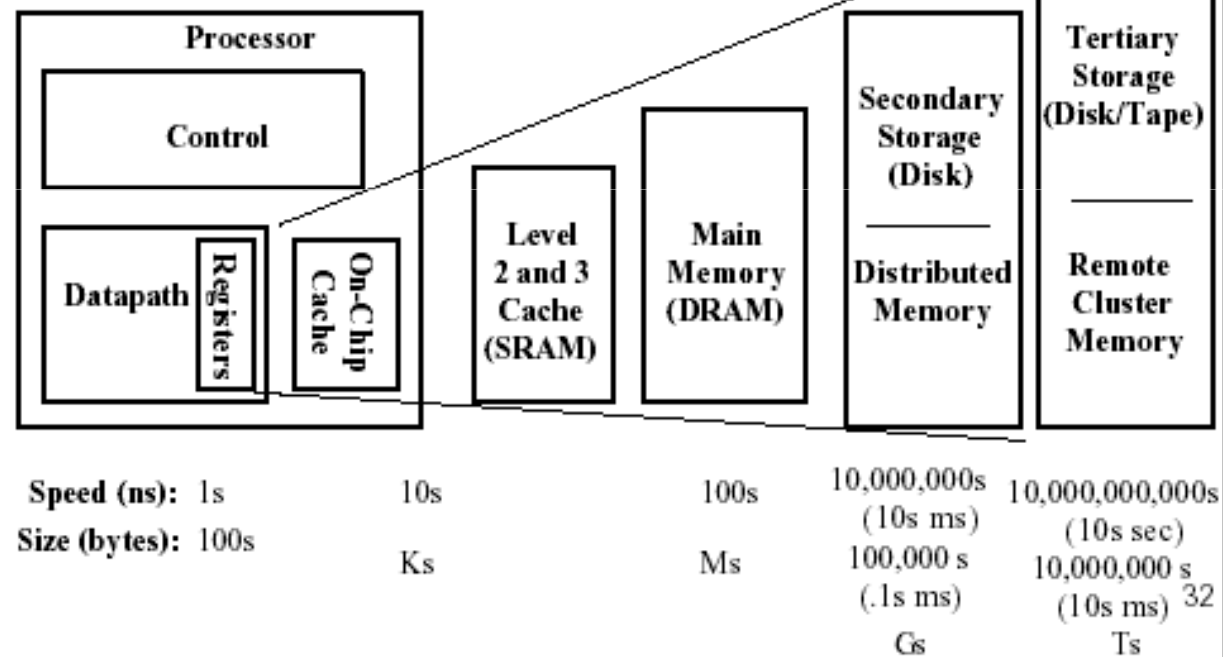 Processor
Control
Datapath
Registers
On-Chip
Cache
Level
2 and 3
Cache
(SRAM)
Main
Memory
(DRAM)
Secondary
Storage
(Disk)
Distributed
Memory
Tertiary
Storage
(Disk/Tape)
Remote
Cluster
Memory
Speed (ns): 1s 10s 100s 10,000,000s 10,000,000,000s
(10s ms) (10s sec)
Size (bytes): 100s Ks Ms 100,000 s 10,000,000 s
(.1s ms) (10s ms) 32
Gs Ts